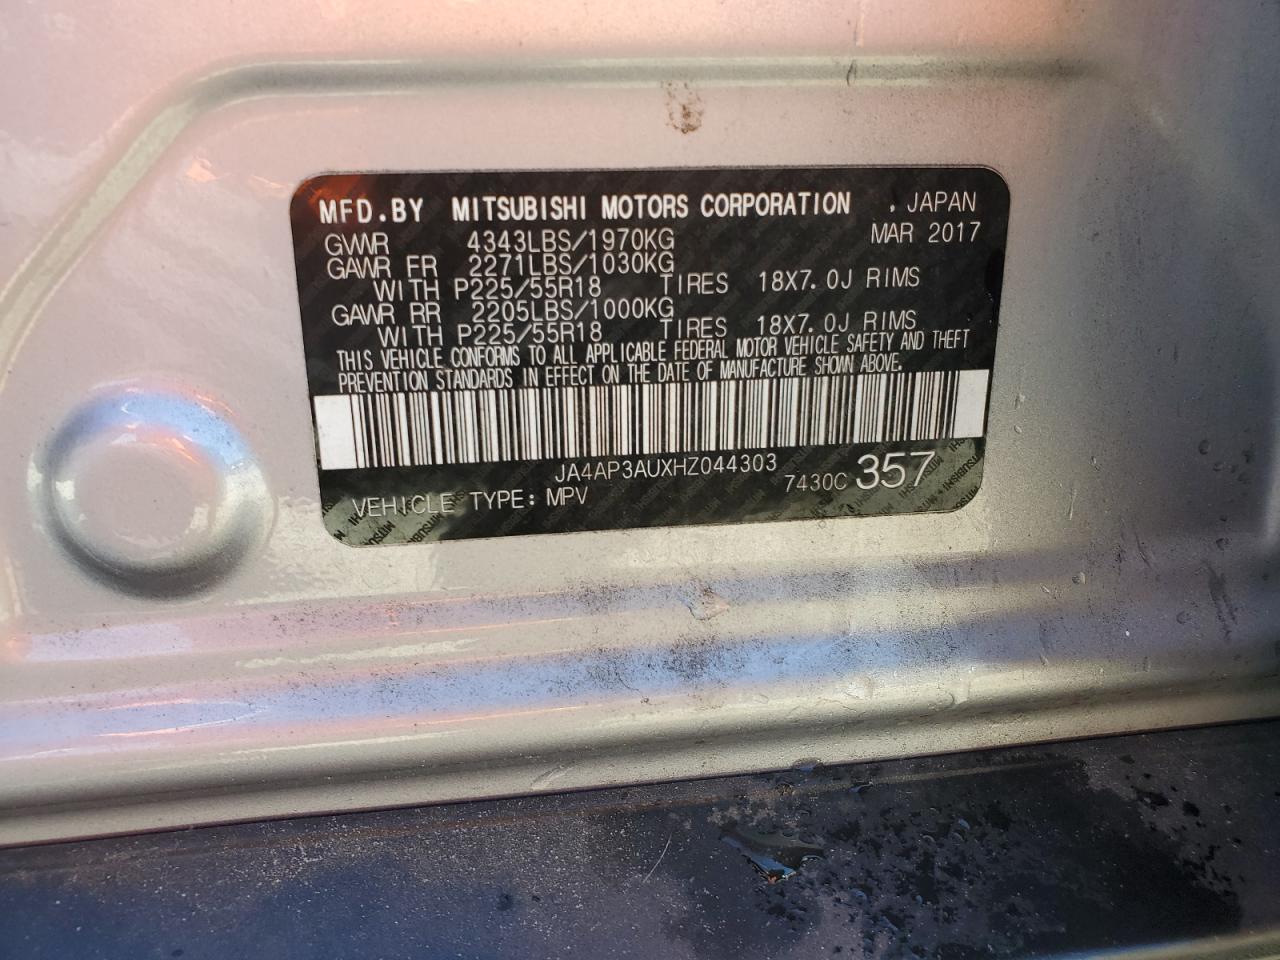 MFD.BY MITSUBISHI MOTORS CORPORATION , JAPAN
GVWR 4343LBS/1970KG MAR 2017
GAWR FR 2271LBS/1030KG
WITH P225/55R18 TIRES 18X7.0J RIMS
GAWR RR 2205LBS/1000KG
WITH P225/55R18 TIRES 18X7.0J RIMS
THIS VEHICLE CONFORMS TO ALL APPLICABLE FEDERAL MOTOR VEHICLE SAFETY AND THEFT
PREVENTION STANDARDS IN EFFECT ON THE DATE OF MANUFACTURE SHOWN ABOVE.
JA4AP3AUXHZ044303
VEHICLE TYPE: MPV 7430C 357